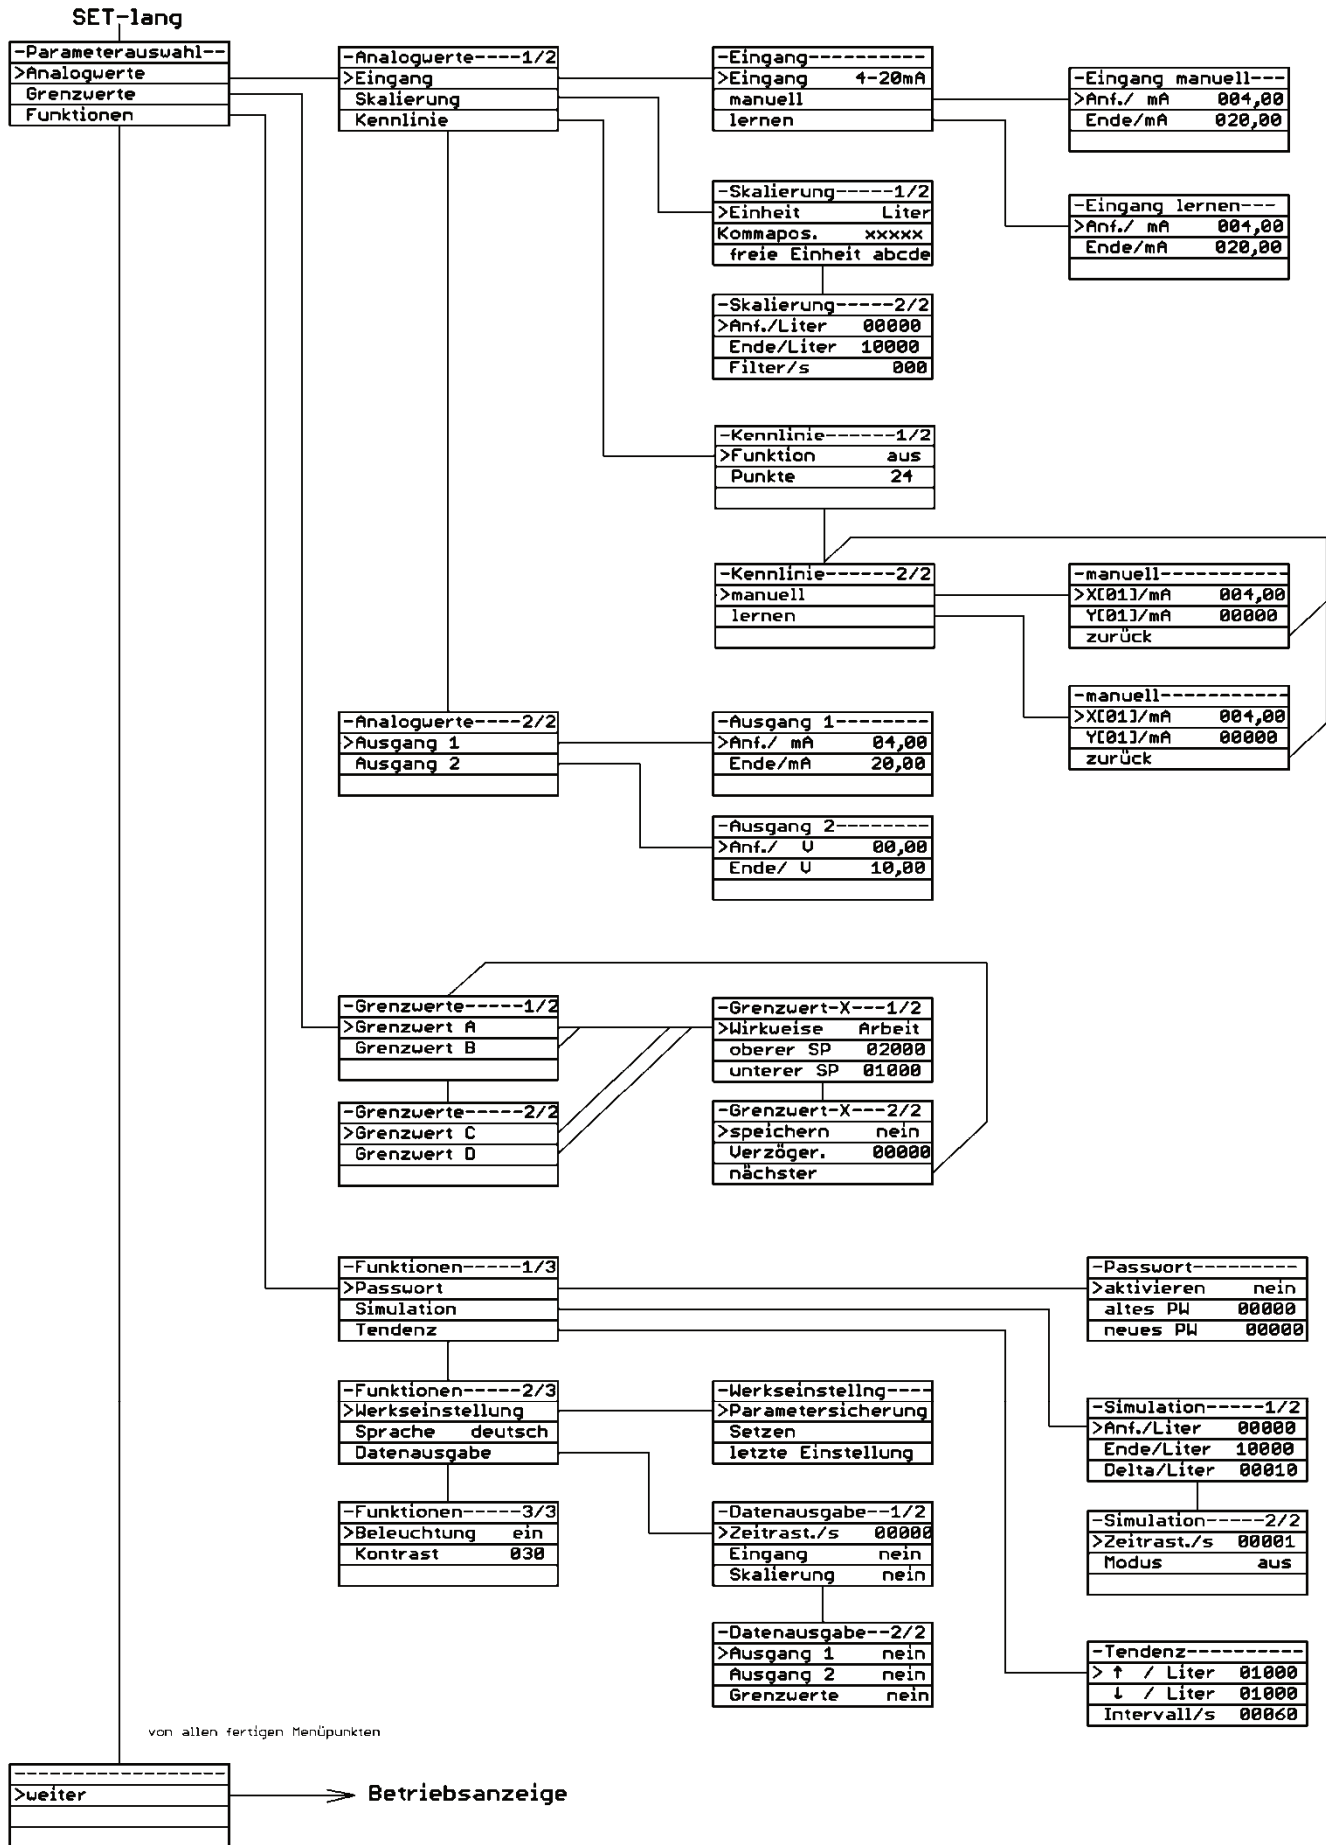 SET-lang
-Parameterauswahl--
>Analogwerte
Grenzwerte
Funktionen
-Analogwerte----1/2
>Eingang
Skalierung
Kennlinie
-Eingang-----------
>Eingang 4-20mA
manuell
lernen
-Eingang manuell---
>Anf./ mA 004,00
Ende/mA 020,00
-Eingang lernen---
>Anf./ mA 004,00
Ende/mA 020,00
-Skalierung-----1/2
>Einheit Liter
Kommapos. xxxxx
freie Einheit abcde
-Skalierung-----2/2
>Anf./Liter 00000
Ende/Liter 10000
Filter/s 000
-Kennlinie------1/2
>Funktion aus
Punkte 24
-Kennlinie------2/2
>manuell
lernen
-manuell-----------
>X[01]/mA 004,00
Y[01]/mA 00000
zurück
-manuell-----------
>X[01]/mA 004,00
Y[01]/mA 00000
zurück
-Analogwerte----2/2
>Ausgang 1
Ausgang 2
-Ausgang 1--------
>Anf./ mA 04,00
Ende/mA 20,00
-Ausgang 2--------
>Anf./ V 00,00
Ende/ V 10,00
-Grenzwerte-----1/2
>Grenzwert A
Grenzwert B
-Grenzwerte-----2/2
>Grenzwert C
Grenzwert D
-Grenzwert-X---1/2
>Wirkweise Arbeit
oberer SP 02000
unterer SP 01000
-Grenzwert-X---2/2
>speichern nein
Verzöger. 00000
nächster
-Funktionen-----1/3
>Passwort
Simulation
Tendenz
-Passwort---------
>aktivieren nein
altes PW 00000
neues PW 00000
-Funktionen-----2/3
>Werkseinstellung
Sprache deutsch
Datenausgabe
-Werkseinstellng----
>Parametersicherung
Setzen
letzte Einstellung
-Simulation-----1/2
>Anf./Liter 00000
Ende/Liter 10000
Delta/Liter 00010
-Funktionen-----3/3
>Beleuchtung ein
Kontrast 030
-Datenausgabe--1/2
>Zeitrast./s 00000
Eingang nein
Skalierung nein
-Simulation-----2/2
>Zeitrast./s 00001
Modus aus
-Datenausgabe--2/2
>Ausgang 1 nein
Ausgang 2 nein
Grenzwerte nein
-Tendenz----------
> ↑ / Liter 01000
↓ / Liter 01000
Intervall/s 00060
von allen fertigen Menüpunkten
------------------
>weiter
Betriebsanzeige